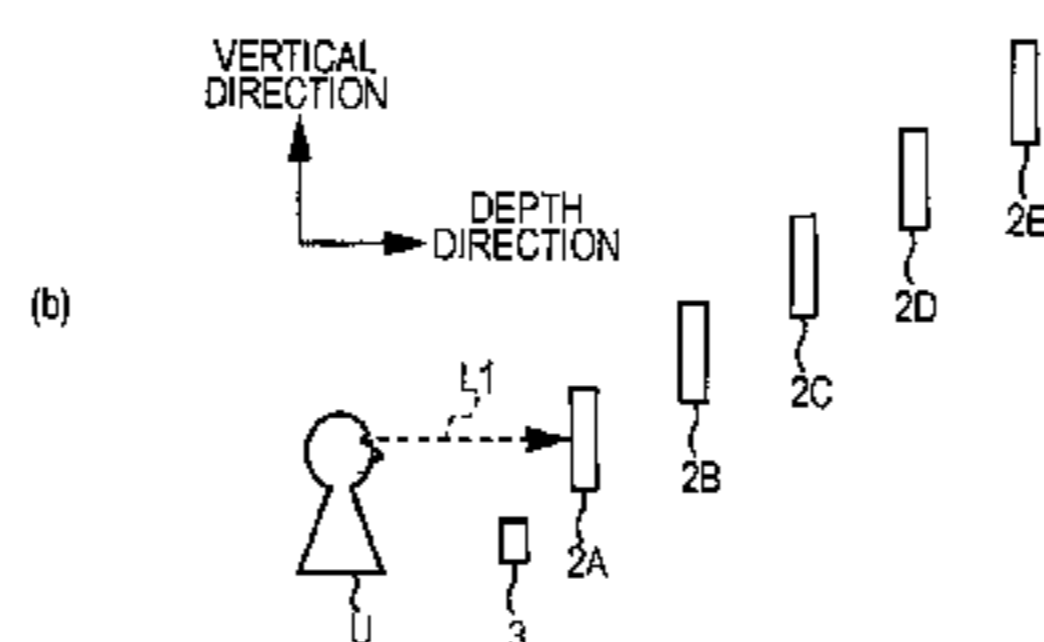 VERTICAL
DIRECTION
DEPTH
DIRECTION
(b)
2E
2D
2C
L1
2B
2A
U
3